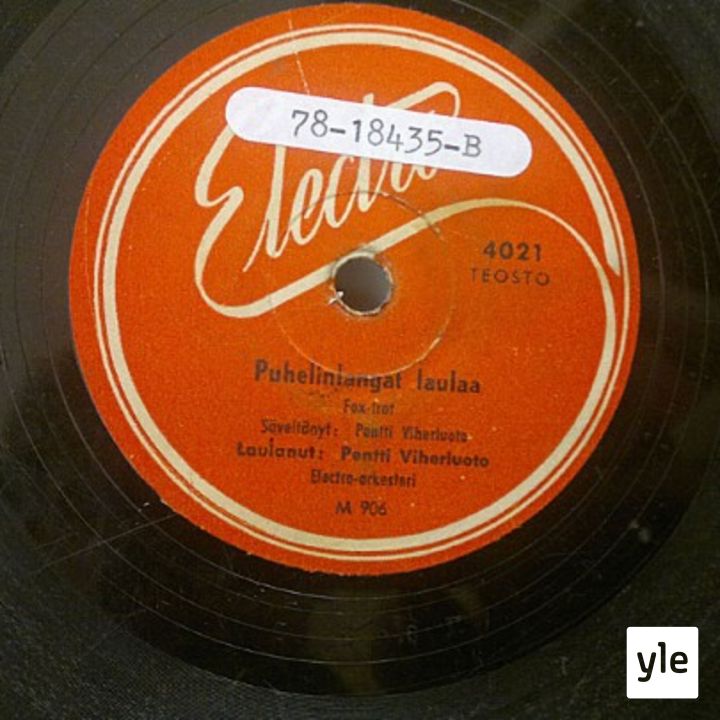 Electro
78-18435-B
4021
TEOSTO
Puhelinlangat laulaa
Fox-trot
Säveltänyt: Pentti Viherluoto
Laulanut: Pentti Viherluoto
Electro-orkesteri
M 906
yle